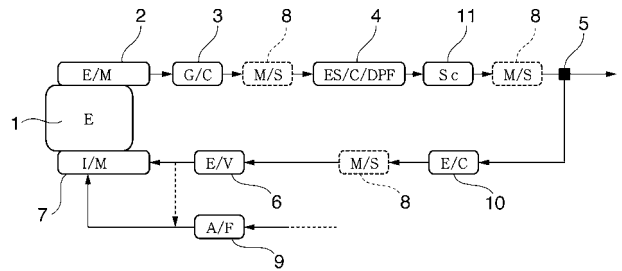 2 3 8 4 11 8 5
E/M G/C M/S ES/C/DPF Sc M/S
1 E
I/M E/V M/S E/C
7 6 8 10
A/F
9